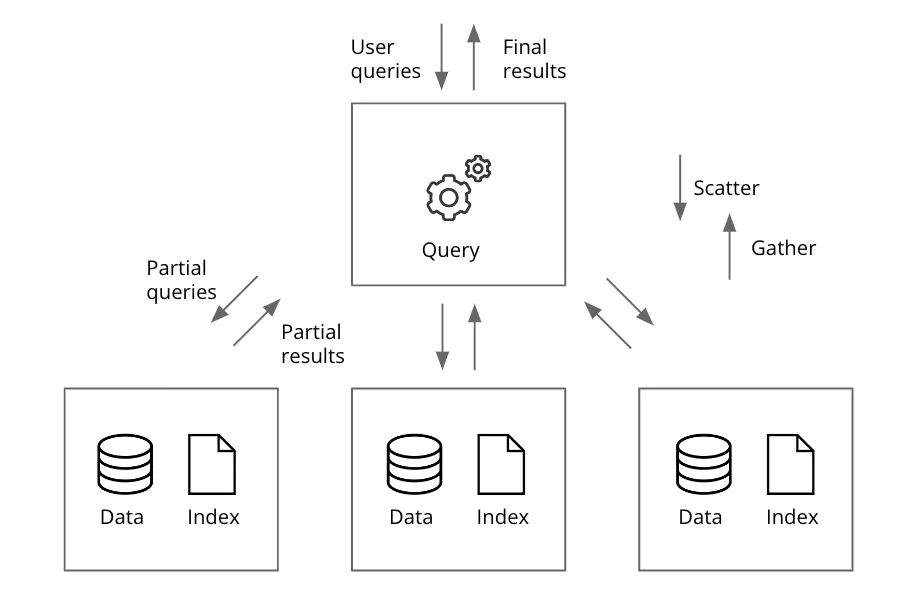 User
queries
Final
results
Query
Scatter
Gather
Partial
queries
Partial
results
Data
Index
Data
Index
Data
Index